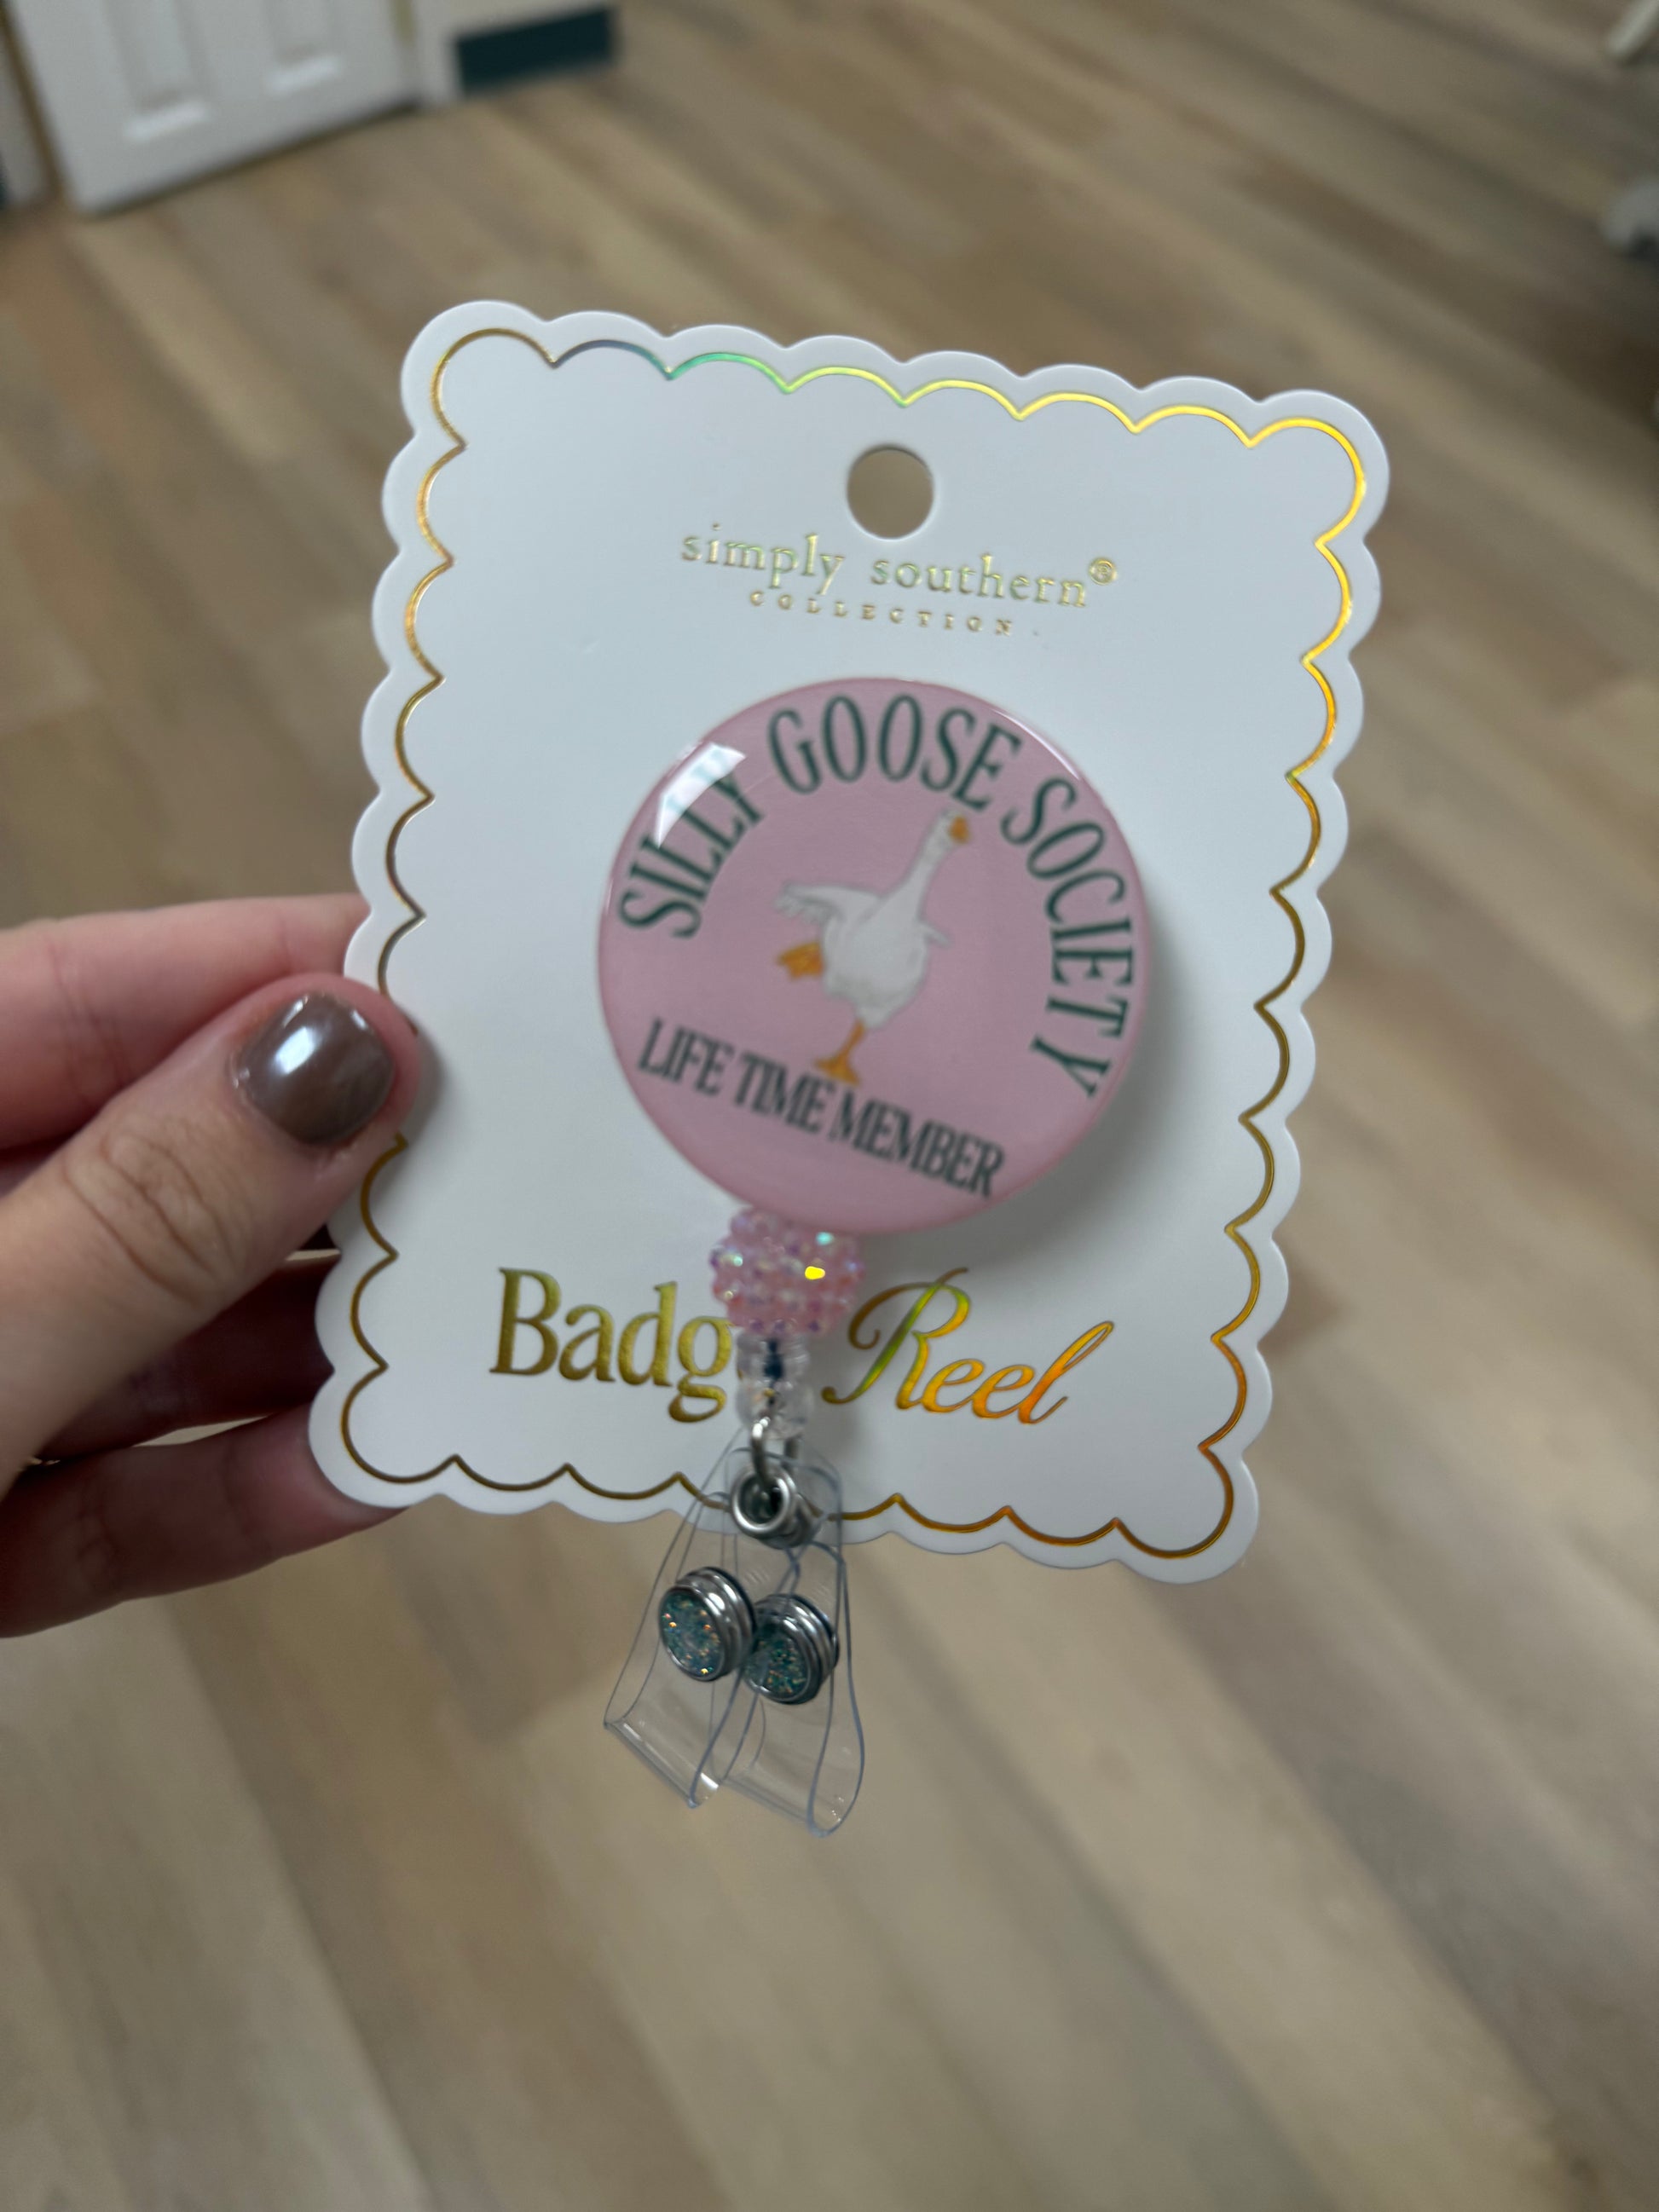 simply southern®
COLLECTION
SILLY GOOSE SOCIETY
LIFE TIME MEMBER
Badg Reel